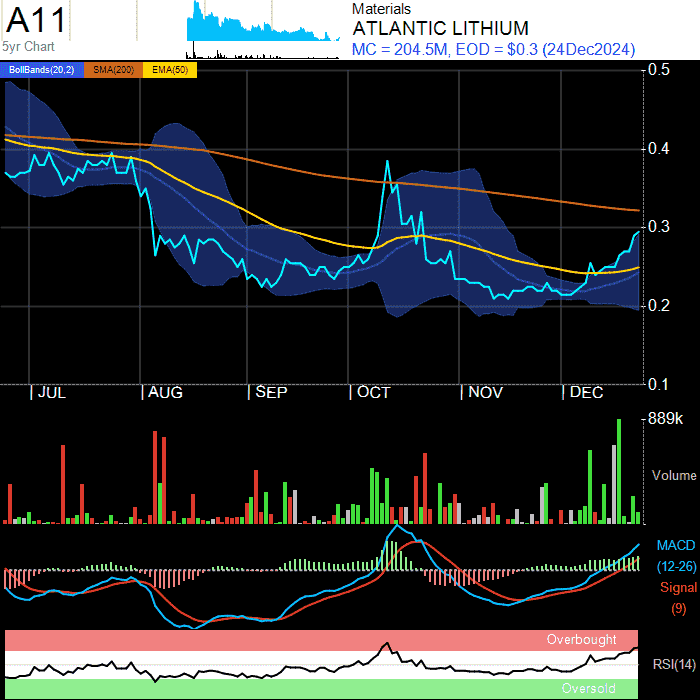 A11
5yr Chart
Materials
ATLANTIC LITHIUM
MC = 204.5M, EOD = $0.3 (24Dec2024)
BollBands(20,2) SMA(200) EMA(50)
0.5
0.4
0.3
0.2
0.1
| JUL | AUG | SEP | OCT | NOV | DEC
889k
Volume
MACD
(12-26)
Signal
(9)
Overbought
RSI(14)
Oversold